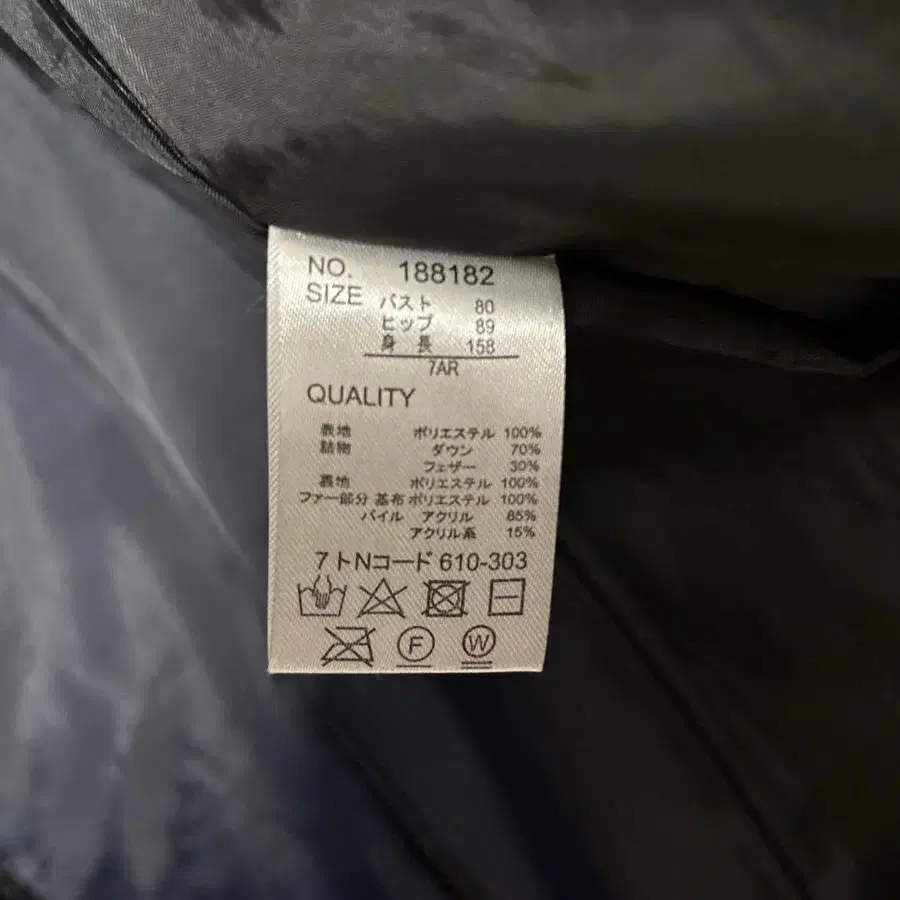 NO. 188182
SIZE バスト 80
ヒップ 89
身長 158
7AR
QUALITY
表地 ポリエステル 100%
詰物 ダウン 70%
フェザー 30%
裏地 ポリエステル 100%
ファー部分 基布 ポリエステル 100%
パイル アクリル 85%
アクリル系 15%
7トNコード 610-303
F W